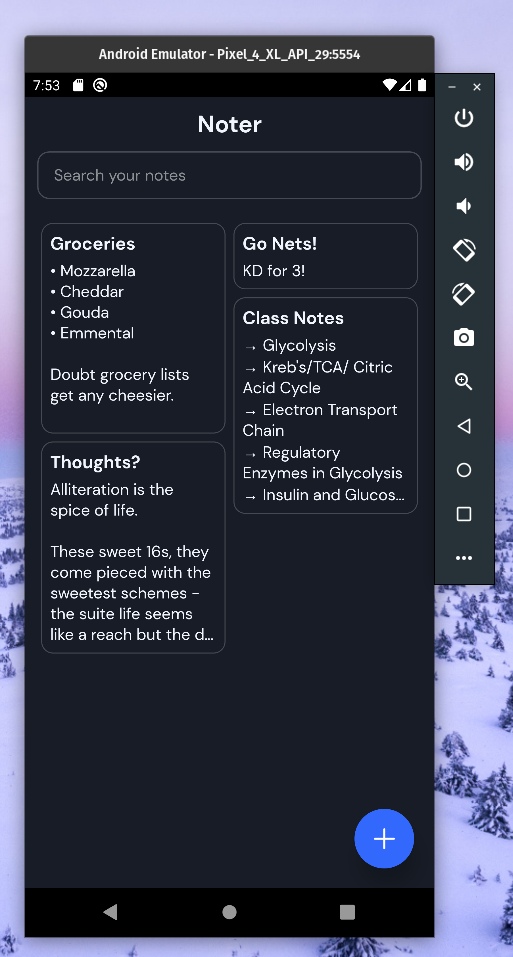 Android Emulator - Pixel_4_XL_API_29:5554
7:53
Noter
Search your notes
Groceries
• Mozzarella
• Cheddar
• Gouda
• Emmental
Doubt grocery lists
get any cheesier.
Thoughts?
Alliteration is the
spice of life.
These sweet 16s, they
come pieced with the
sweetest schemes -
the suite life seems
like a reach but the d...
Go Nets!
KD for 3!
Class Notes
→ Glycolysis
→ Kreb's/TCA/ Citric
Acid Cycle
→ Electron Transport
Chain
→ Regulatory
Enzymes in Glycolysis
→ Insulin and Glucos...